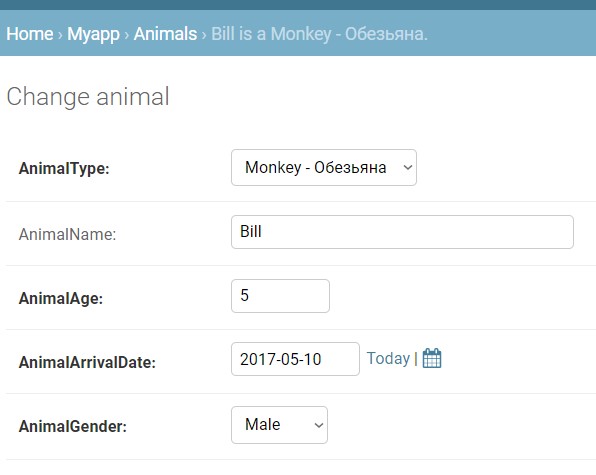 Home › Myapp › Animals › Bill is a Monkey - Обезьяна.
Change animal
AnimalType: Monkey - Обезьяна
AnimalName: Bill
AnimalAge: 5
AnimalArrivalDate: 2017-05-10 Today |
AnimalGender: Male